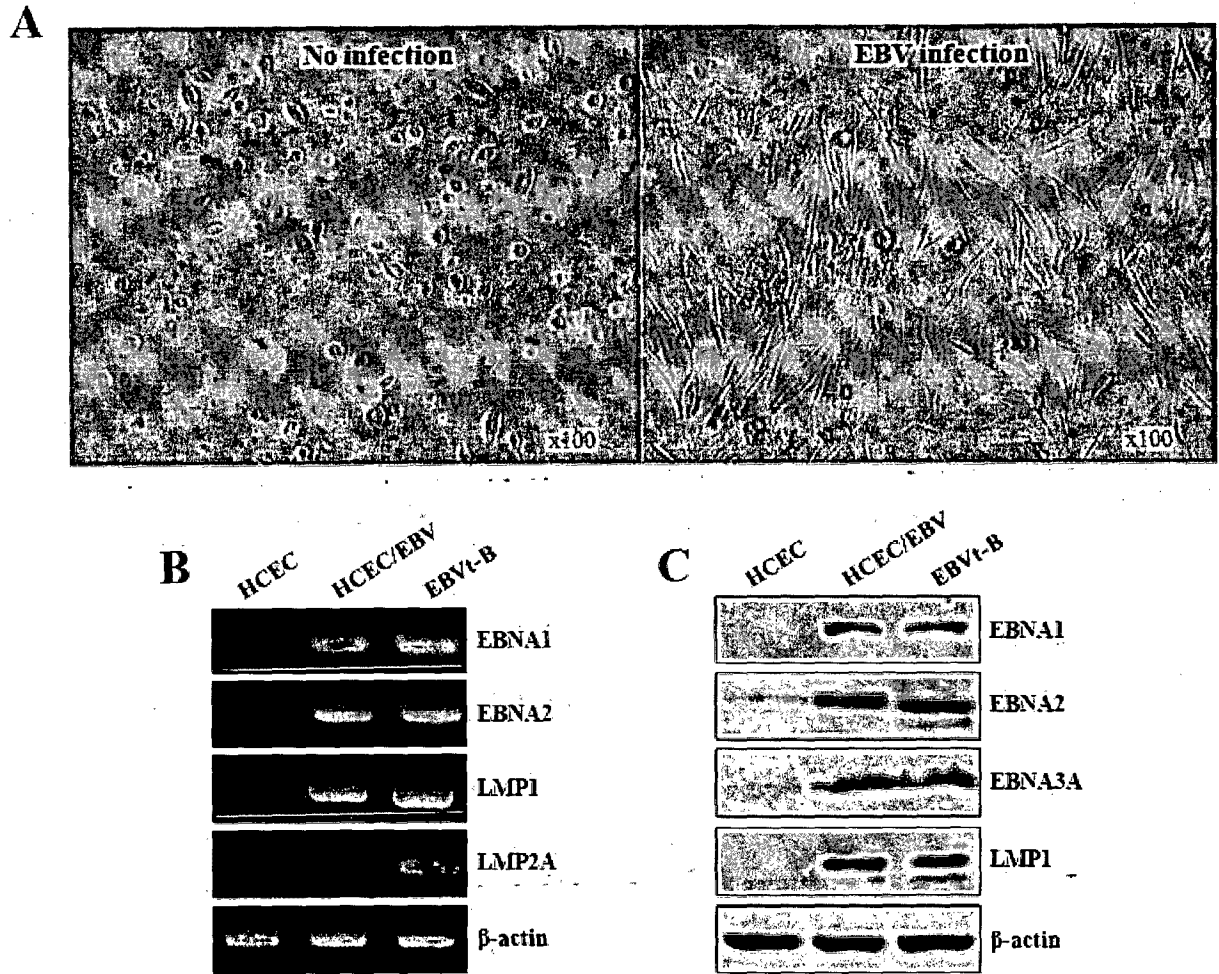 A
No infection
EBV infection
x100
x100
B
HCEC
HCEC/EBV
EBVt-B
EBNA1
EBNA2
LMP1
LMP2A
β-actin
C
HCEC
HCEC/EBV
EBVt-B
EBNA1
EBNA2
EBNA3A
LMP1
β-actin